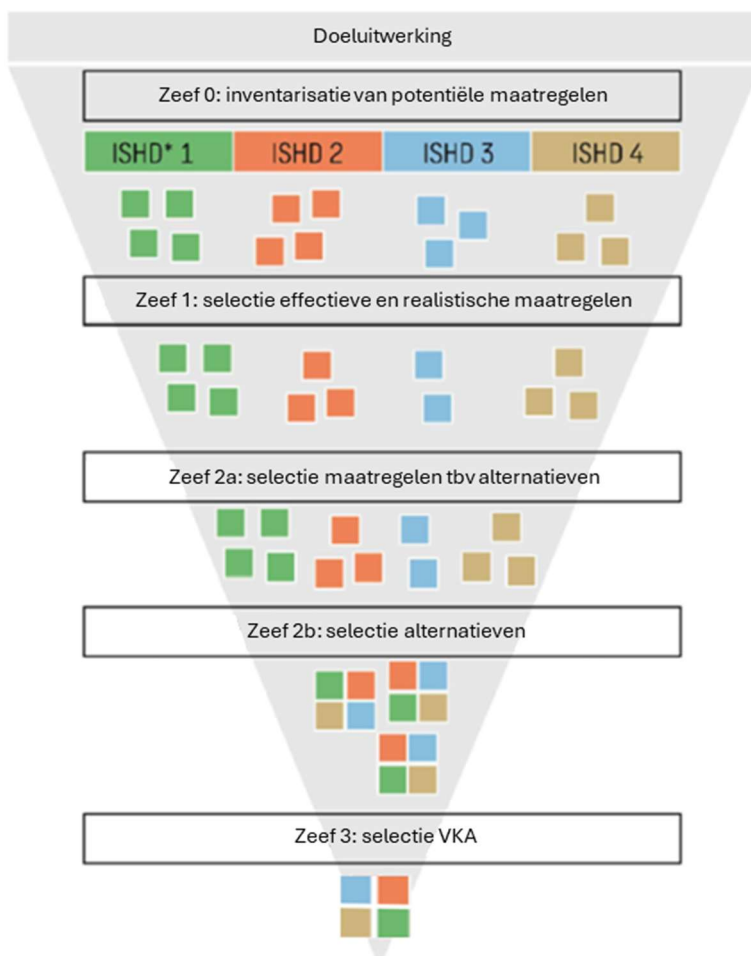 Doeluitwerking
Zeef 0: inventarisatie van potentiële maatregelen
ISHD* 1 ISHD 2 ISHD 3 ISHD 4
Zeef 1: selectie effectieve en realistische maatregelen
Zeef 2a: selectie maatregelen tbv alternatieven
Zeef 2b: selectie alternatieven
Zeef 3: selectie VKA